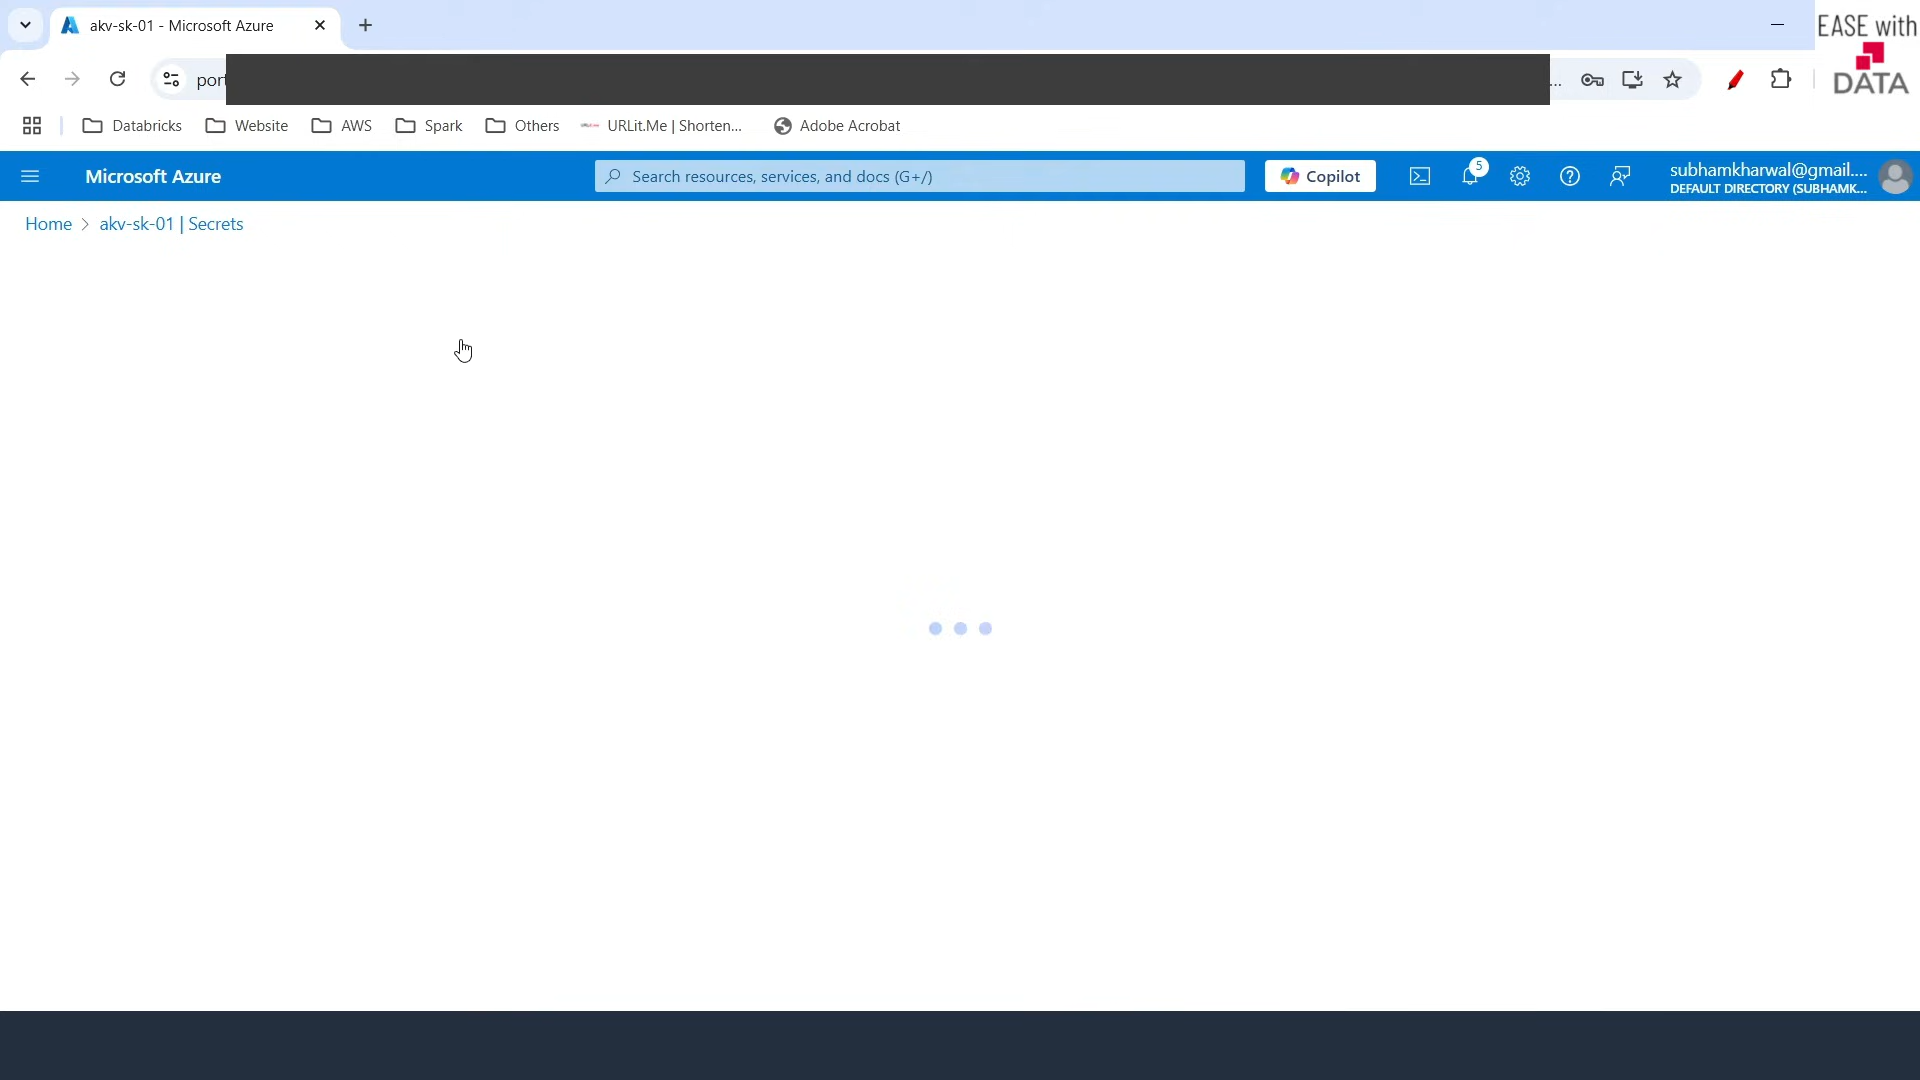 akv-sk-01 - Microsoft Azure
EASE with
DATA
port
...
Databricks
Website
AWS
Spark
Others
URLit.Me | Shorten...
Adobe Acrobat
Microsoft Azure
Search resources, services, and docs (G+/)
Copilot
5
subhamkharwal@gmail....
DEFAULT DIRECTORY (SUBHAMK...
Home > akv-sk-01 | Secrets